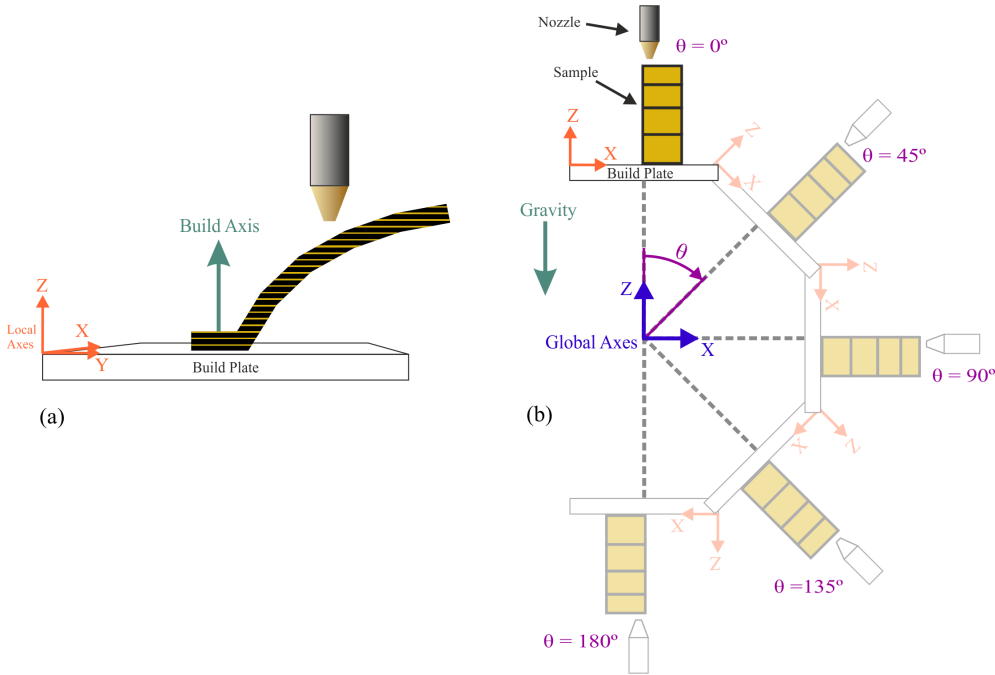 Build Axis
Z
Local
Axes
X
Y
Build Plate
(a)
Nozzle
θ = 0º
Sample
Z
X
Build Plate
Z
X
θ = 45º
Gravity
θ
Z
Global Axes
X
Z
X
θ = 90º
(b)
X
Z
X
Z
θ =135º
θ = 180º